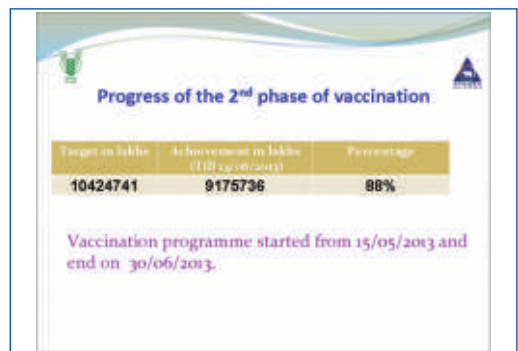 Progress of the 2nd phase of vaccination
Target in lakhs Achievement in lakhs Percentage
(Till
10424741 9175736 88%
Vaccination programme started from 15/05/2013 and
end on 30/06/2013.